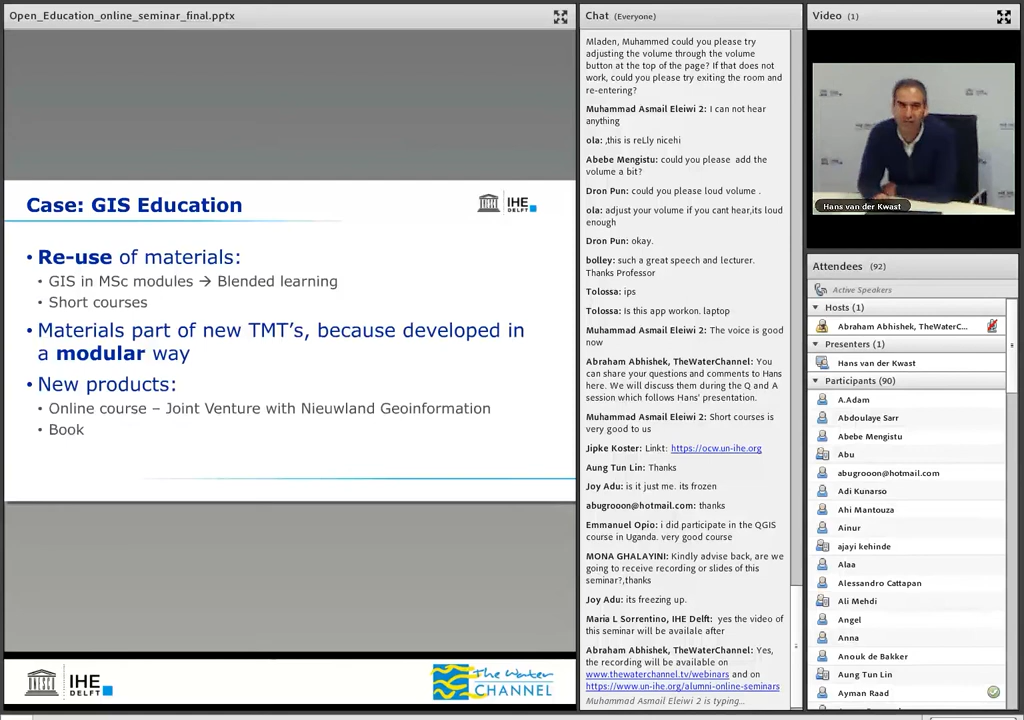 Open_Education_online_seminar_final.pptx
Case: GIS Education
IHE
DELFT
• Re-use of materials:
• GIS in MSc modules → Blended learning
• Short courses
• Materials part of new TMT’s, because developed in
a modular way
• New products:
• Online course – Joint Venture with Nieuwland Geoinformation
• Book
IHE
DELFT
The Water
CHANNEL
Chat (Everyone)
Mladen, Muhammed could you please try
adjusting the volume through the volume
button at the top of the page? If that does not
work, could you please try exiting the room and
re-entering?
Muhammad Asmail Eleiwi 2: I can not hear
anything
ola: ,this is reLly nicehi
Abebe Mengistu: could you please add the
volume a bit?
Dron Pun: could you please loud volume .
ola: adjust your volume if you cant hear,its loud
enough
Dron Pun: okay.
bolley: such a great speech and lecturer.
Thanks Professor
Tolossa: ips
Tolossa: Is this app workon. laptop
Muhammad Asmail Eleiwi 2: The voice is good
now
Abraham Abhishek, TheWaterChannel: You
can share your questions and comments to Hans
here. We will discuss them during the Q and A
session which follows Hans' presentation.
Muhammad Asmail Eleiwi 2: Short courses is
very good to us
Jipke Koster: Linkt: https://ocw.un-ihe.org
Aung Tun Lin: Thanks
Joy Adu: is it just me. its frozen
abugrooon@hotmail.com: thanks
Emmanuel Opio: i did participate in the QGIS
course in Uganda. very good course
MONA GHALAYINI: Kindly advise back, are we
going to receive recording or slides of this
seminar?,thanks
Joy Adu: its freezing up.
Maria L Sorrentino, IHE Delft: yes the video of
this seminar will be availale after
Abraham Abhishek, TheWaterChannel: Yes,
the recording will be available on
www.thewaterchannel.tv/webinars and on
https://www.un-ihe.org/alumni-online-seminars
Muhammad Asmail Eleiwi 2 is typing...
Video (1)
Hans van der Kwast
Attendees (92)
Active Speakers
Hosts (1)
Abraham Abhishek, TheWaterC...
Presenters (1)
Hans van der Kwast
Participants (90)
A.Adam
Abdoulaye Sarr
Abebe Mengistu
Abu
abugrooon@hotmail.com
Adi Kunarso
Ahi Mantouza
Ainur
ajayi kehinde
Alaa
Alessandro Cattapan
Ali Mehdi
Angel
Anna
Anouk de Bakker
Aung Tun Lin
Ayman Raad